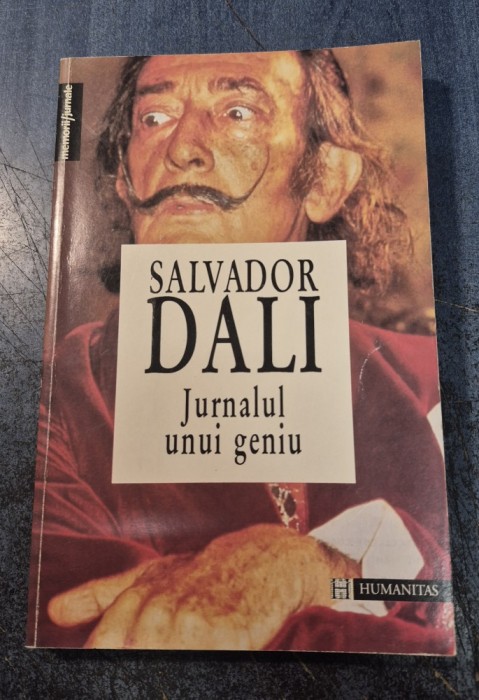 memorii/jurnale
SALVADOR
DALI
Jurnalul
unui geniu
HUMANITAS